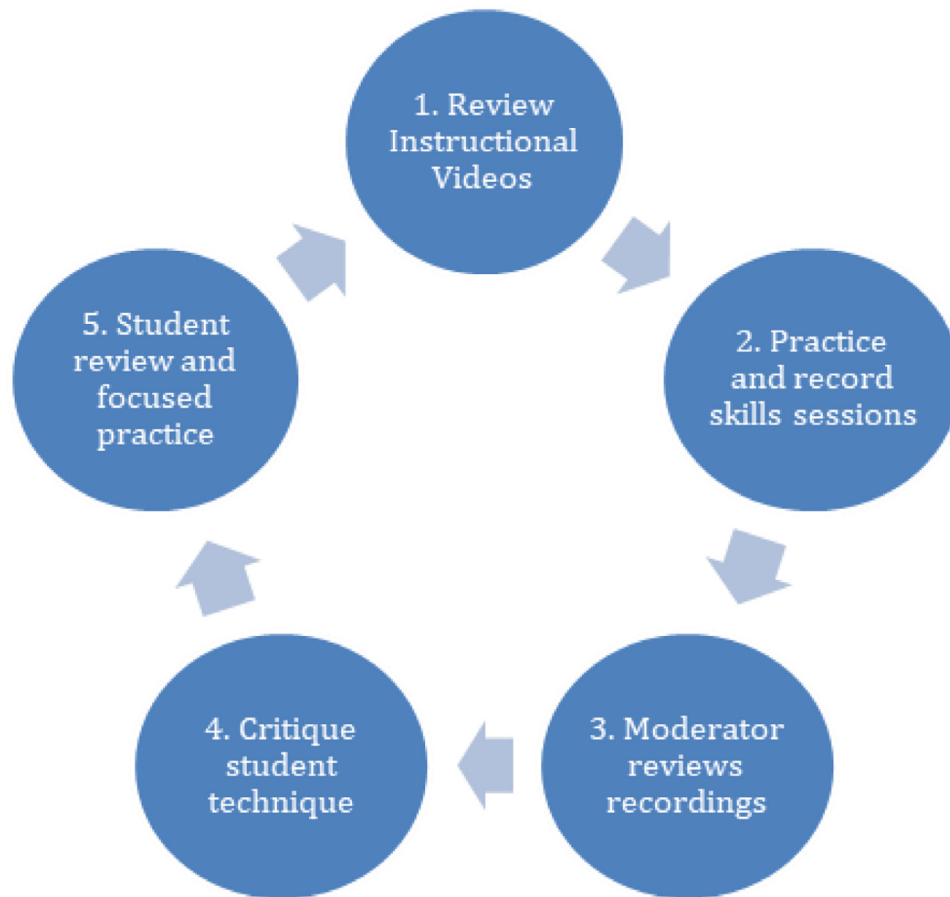 1. Review
Instructional
Videos
2. Practice
and record
skills sessions
3. Moderator
reviews
recordings
4. Critique
student
technique
5. Student
review and
focused
practice